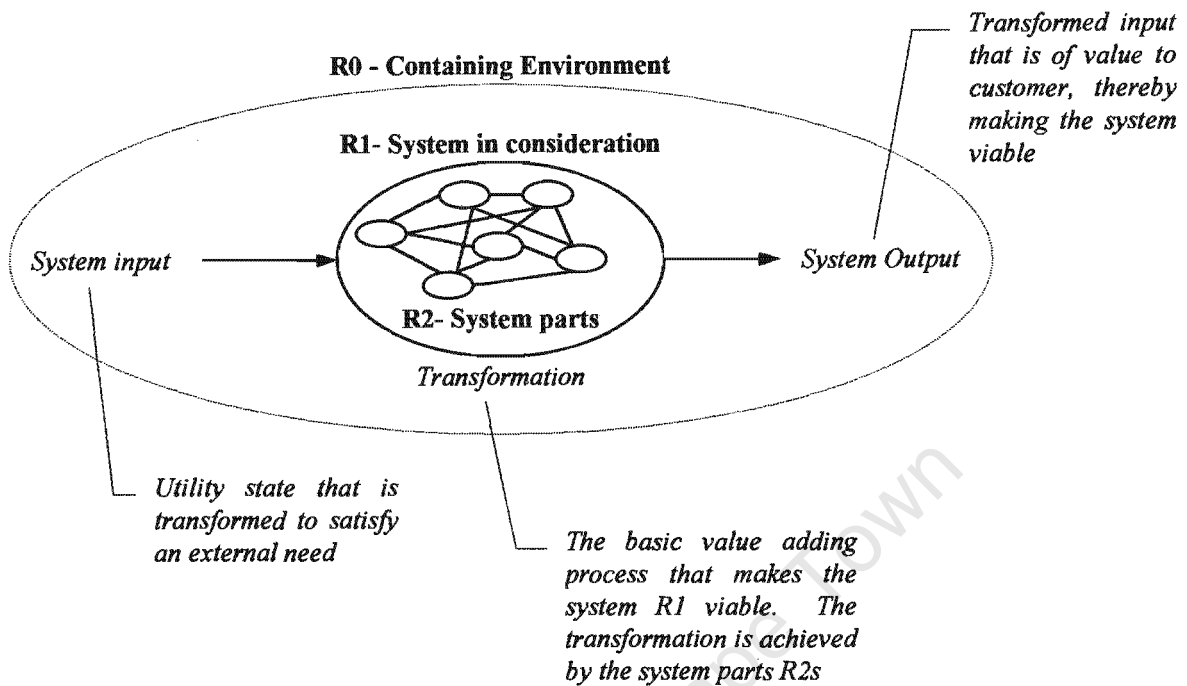 Transformed input
that is of value to
customer, thereby
making the system
viable
R0 - Containing Environment
R1- System in consideration
System input
System Output
R2- System parts
Transformation
Utility state that is
transformed to satisfy
an external need
The basic value adding
process that makes the
system R1 viable. The
transformation is achieved
by the system parts R2s
Town